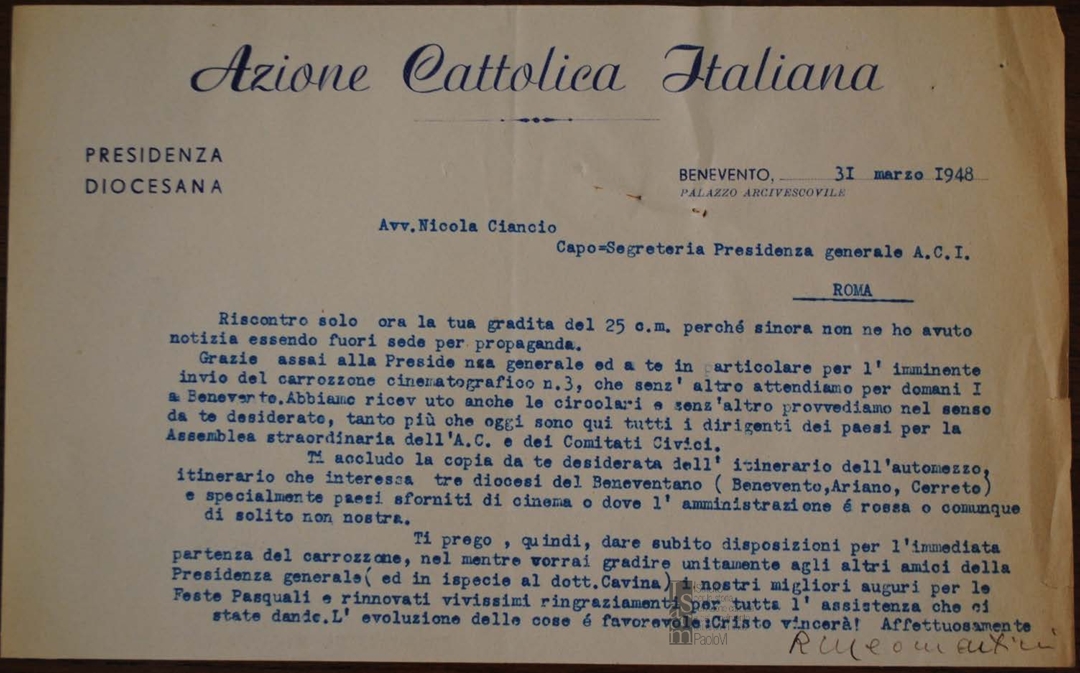 Azione Cattolica Italiana
PRESIDENZA
DIOCESANA
BENEVENTO, 31 marzo 1948
PALAZZO ARCIVESCOVILE
Avv.Nicola Ciancio
Capo=Segreteria Presidenza generale A.C.I.
ROMA
Riscontro solo ora la tua gradita del 25 c.m. perché sinora non ne ho avuto
notizia essendo fuori sede per propaganda.
Grazie assai alla Preside nza generale ed a te in particolare per l' imminente
invio del carrozzone cinematografico n.3, che senz' altro attendiamo per domani I
a Benevento.Abbiamo ricev uto anche le circolari e senz'altro provvediamo nel senso
da te desiderato, tanto più che oggi sono qui tutti i dirigenti dei paesi per la
Assemblea straordinaria dell'A.C. e dei Comitati Civici.
Ti accludo la copia da te desiderata dell' itinerario dell'automezzo,
itinerario che interessa tre diocesi del Beneventano ( Benevento,Ariano, Cerreto)
e specialmente paesi sforniti di cinema o dove l' amministrazione é rossa o comunque
di solito non nostra.
Ti prego , quindi, dare subito disposizioni per l'immediata
partenza del carrozzone, nel mentre vorrai gradire unitamente agli altri amici della
Presidenza generale( ed in ispecie al dott.Cavina) i nostri migliori auguri per le
Feste Pasquali e rinnovati vivissimi ringraziamenti per tutta l' assistenza che ci
state dando.L' evoluzione delle cose é favorevole:Cristo vincerà! Affettuosamente
PaoloVI